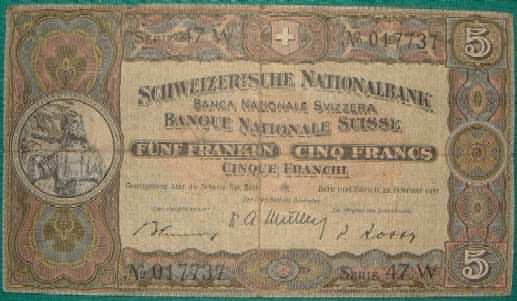 SERIE 47 W № 017737 5
SCHWEIZERISCHE NATIONALBANK
BANCA NAZIONALE SVIZZERA
BANQUE NATIONALE SUISSE
FÜNF FRANKEN CINQ FRANCS
CINQUE FRANCHI
№ 017737 SERIE 47 W 5